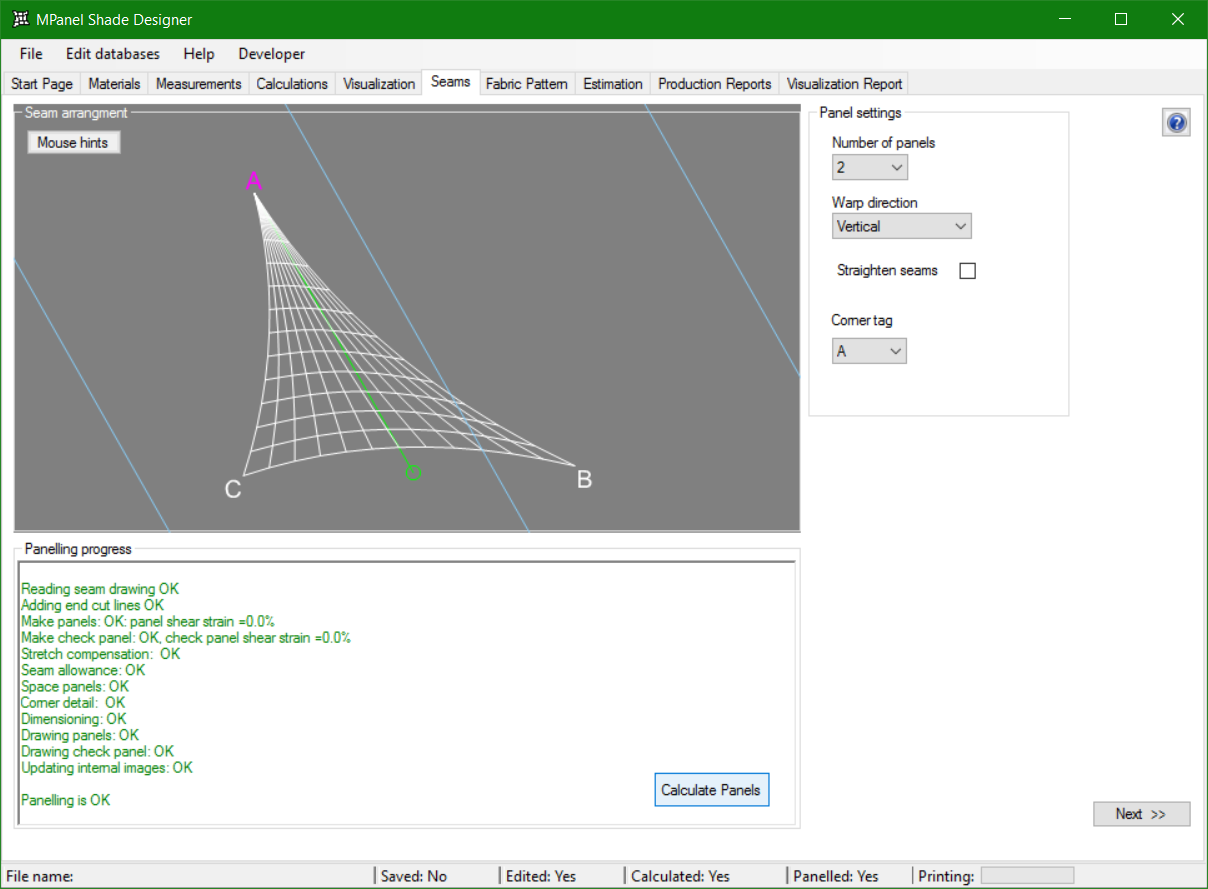 MPanel Shade Designer
File Edit databases Help Developer
Start Page Materials Measurements Calculations Visualization Seams Fabric Pattern Estimation Production Reports Visualization Report
Seam arrangment
Mouse hints
A
C
B
Panel settings
Number of panels
2
Warp direction
Vertical
Straighten seams
Corner tag
A
?
Panelling progress
Reading seam drawing OK
Adding end cut lines OK
Make panels: OK: panel shear strain =0.0%
Make check panel: OK, check panel shear strain =0.0%
Stretch compensation: OK
Seam allowance: OK
Space panels: OK
Corner detail: OK
Dimensioning: OK
Drawing panels: OK
Drawing check panel: OK
Updating internal images: OK
Panelling is OK
Calculate Panels
Next >>
File name: Saved: No Edited: Yes Calculated: Yes Panelled: Yes Printing: